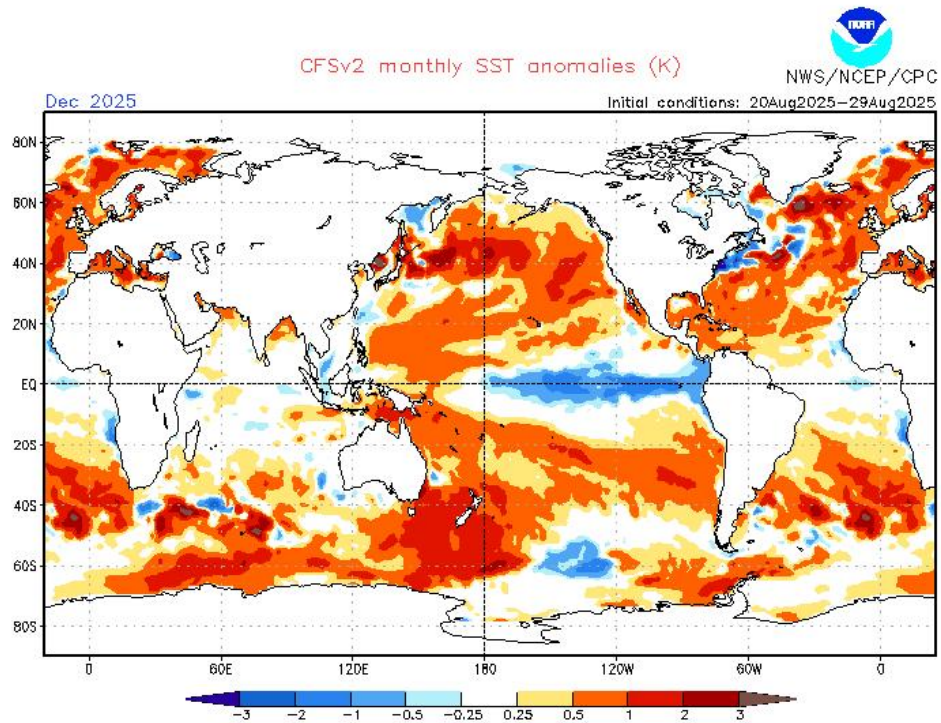 NOAA
CFSv2 monthly SST anomalies (K)
NWS/NCEP/CPC
Dec 2025
Initial conditions: 20Aug2025–29Aug2025
80N
60N
40N
20N
EQ
20S
40S
60S
80S
0 60E 120E 180 120W 60W 0
-3 -2 -1 -0.5 -0.25 0.25 0.5 1 2 3